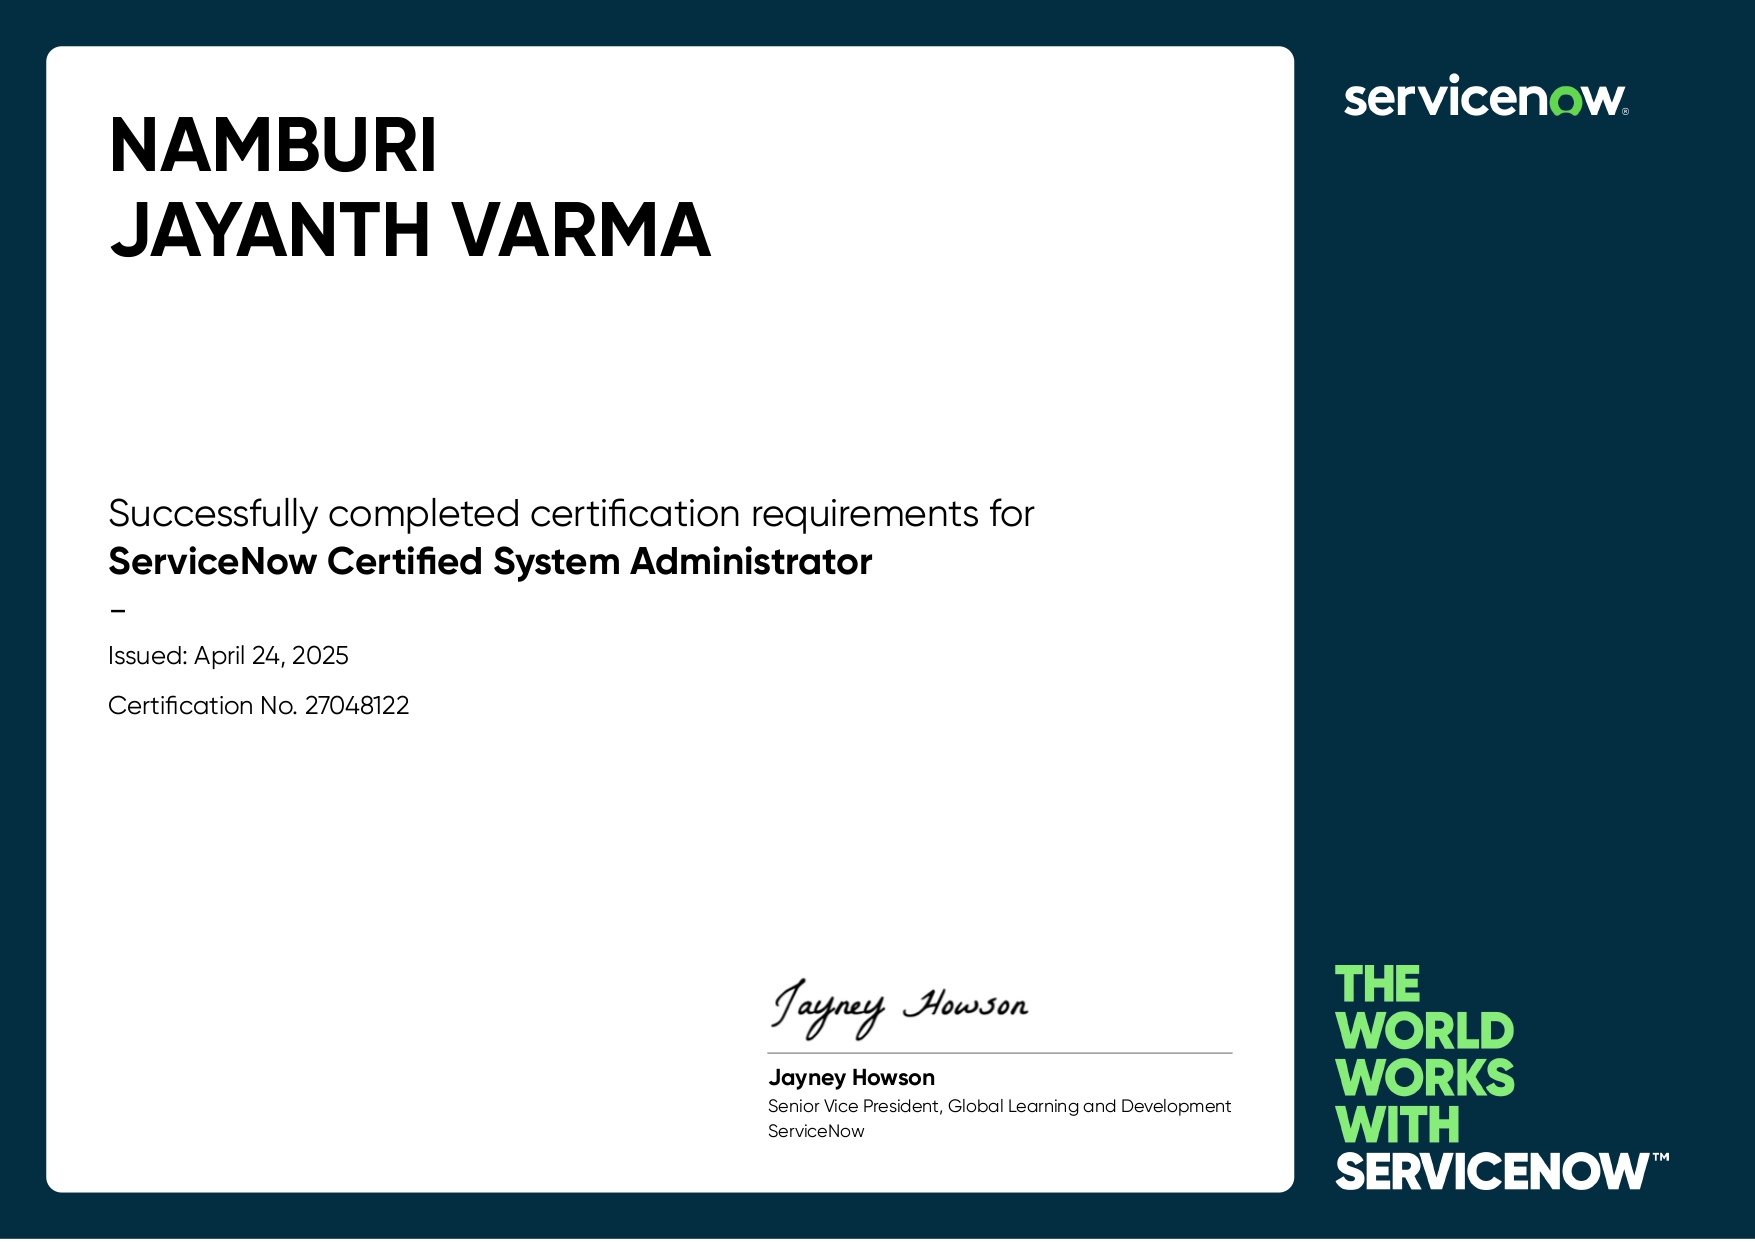 NAMBURI
JAYANTH VARMA
Successfully completed certification requirements for
ServiceNow Certified System Administrator
–
Issued: April 24, 2025
Certification No. 27048122
Jayney Howson
Jayney Howson
Senior Vice President, Global Learning and Development
ServiceNow
servicenow®
THE
WORLD
WORKS
WITH
SERVICENOW™